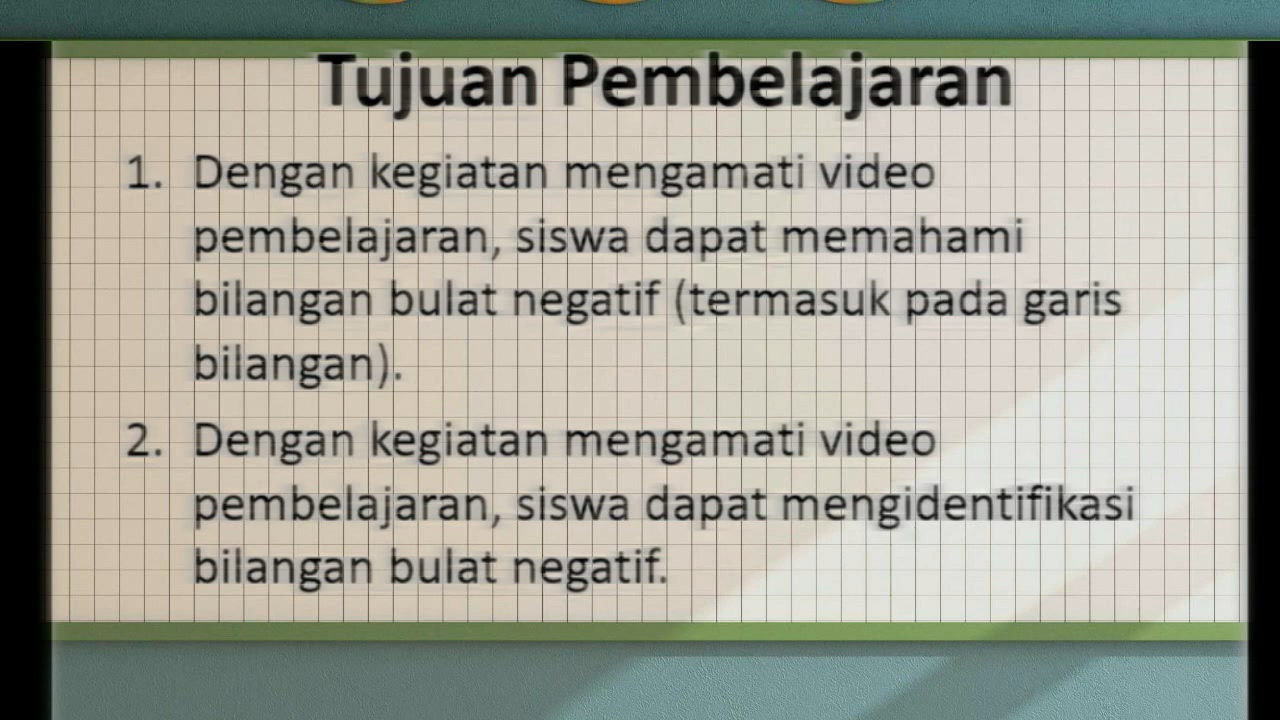 Tujuan Pembelajaran
1. Dengan kegiatan mengamati video
pembelajaran, siswa dapat memahami
bilangan bulat negatif (termasuk pada garis
bilangan).
2. Dengan kegiatan mengamati video
pembelajaran, siswa dapat mengidentifikasi
bilangan bulat negatif.